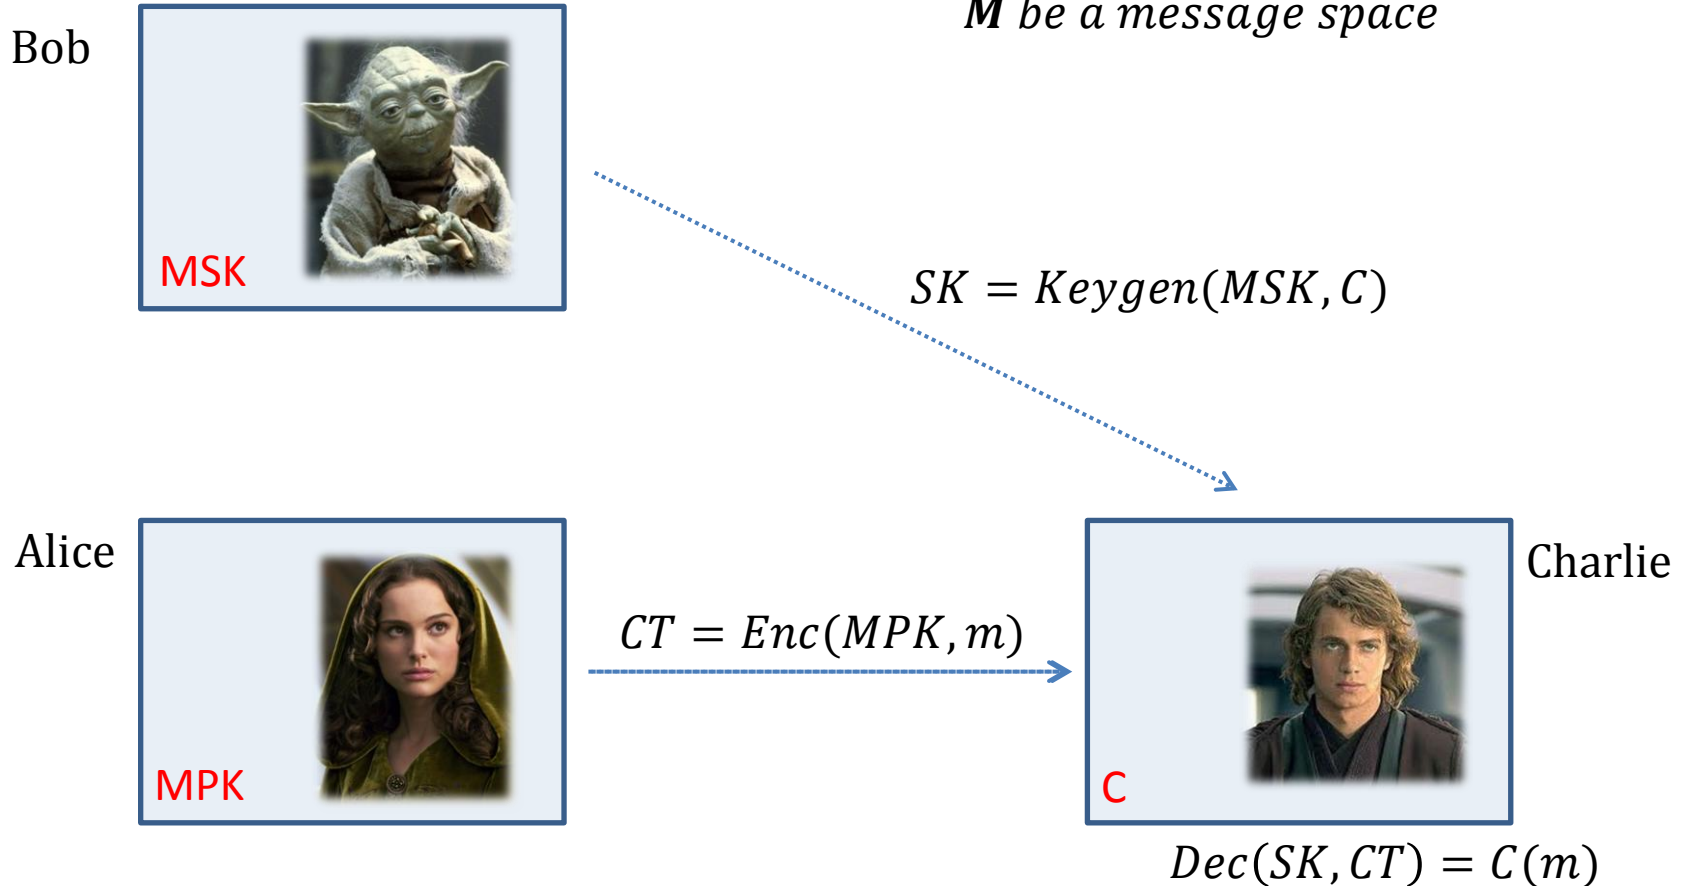 M be a message space
Bob
MSK
SK = Keygen(MSK, C)
Alice
Charlie
CT = Enc(MPK, m)
MPK
C
Dec(SK, CT) = C(m)